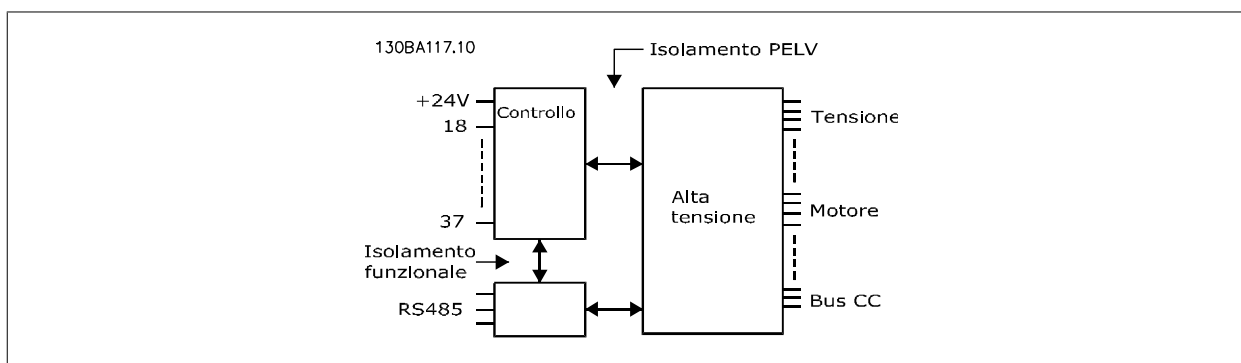 130BA117.10
Isolamento PELV
+24V
Controllo
18
37
Tensione
Alta
tensione
Motore
Isolamento
funzionale
RS485
Bus CC